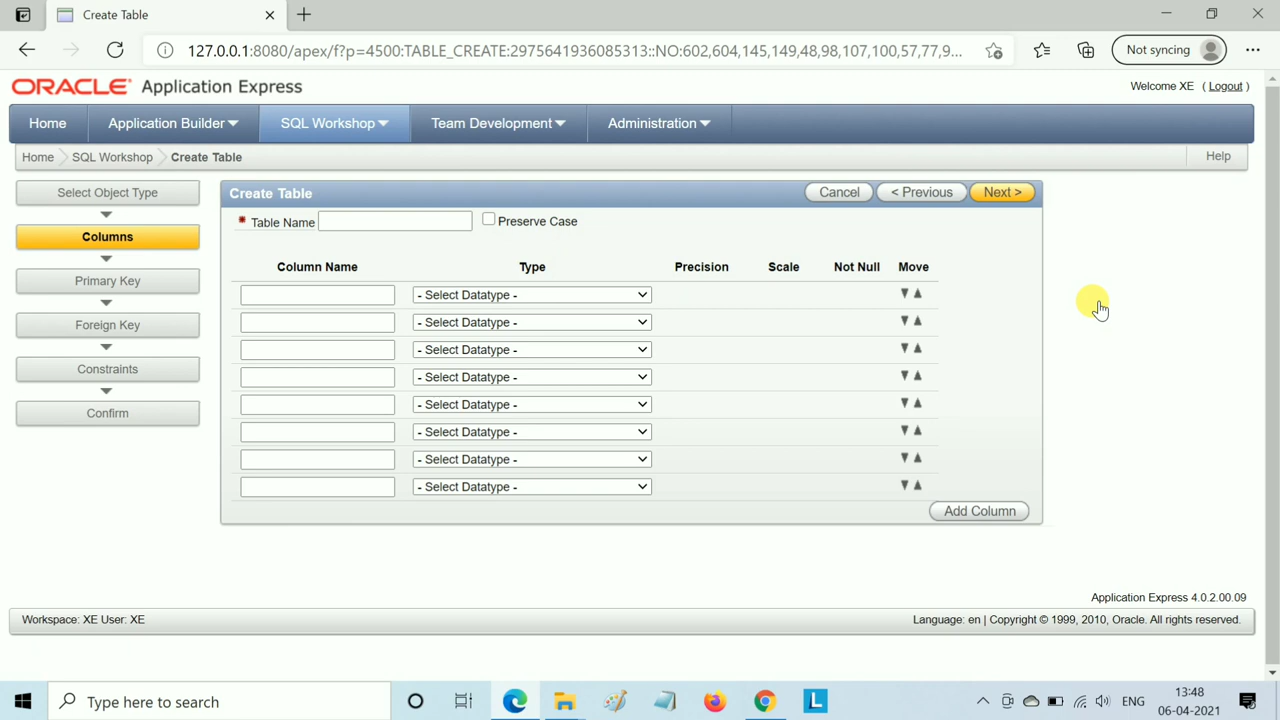 Create Table
127.0.0.1:8080/apex/f?p=4500:TABLE_CREATE:2975641936085313::NO:602,604,145,149,48,98,107,100,57,77,9...
Not syncing
ORACLE Application Express
Welcome XE ( Logout )
Home Application Builder SQL Workshop Team Development Administration
Home SQL Workshop Create Table Help
Select Object Type
Columns
Primary Key
Foreign Key
Constraints
Confirm
Create Table Cancel < Previous Next >
* Table Name Preserve Case
Column Name Type Precision Scale Not Null Move
- Select Datatype -
- Select Datatype -
- Select Datatype -
- Select Datatype -
- Select Datatype -
- Select Datatype -
- Select Datatype -
- Select Datatype -
Add Column
Application Express 4.0.2.00.09
Workspace: XE User: XE Language: en | Copyright © 1999, 2010, Oracle. All rights reserved.
Type here to search L ENG 13:48
06-04-2021